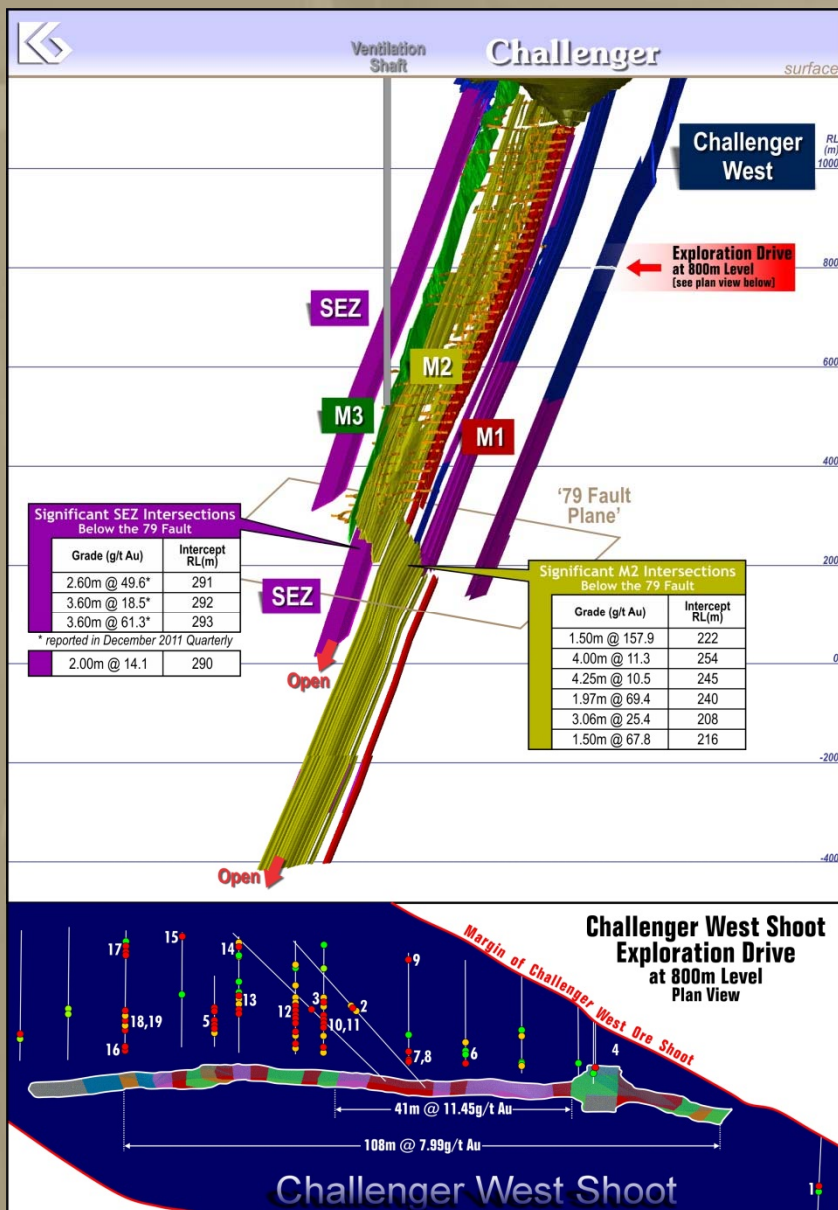 Ventilation
Shaft
Challenger
surface
RL
(m)
1000
Challenger
West
Exploration Drive
at 800m Level
[see plan view below]
800
SEZ
600
M2
M3
M1
400
'79 Fault
Plane'
Significant SEZ Intersections
Below the 79 Fault
Grade (g/t Au) Intercept RL(m)
2.60m @ 49.6* 291
3.60m @ 18.5* 292
3.60m @ 61.3* 293
* reported in December 2011 Quarterly
2.00m @ 14.1 290
200
SEZ
Significant M2 Intersections
Below the 79 Fault
Grade (g/t Au) Intercept RL(m)
1.50m @ 157.9 222
4.00m @ 11.3 254
4.25m @ 10.5 245
1.97m @ 69.4 240
3.06m @ 25.4 208
1.50m @ 67.8 216
0
Open
-200
-400
Open
Challenger West Shoot
Exploration Drive
at 800m Level
Plan View
Margin of Challenger West Ore Shoot
17
15
14
9
18,19
5
13
12
3
10,11
2
16
7,8
6
4
41m @ 11.45g/t Au
108m @ 7.99g/t Au
Challenger West Shoot
1